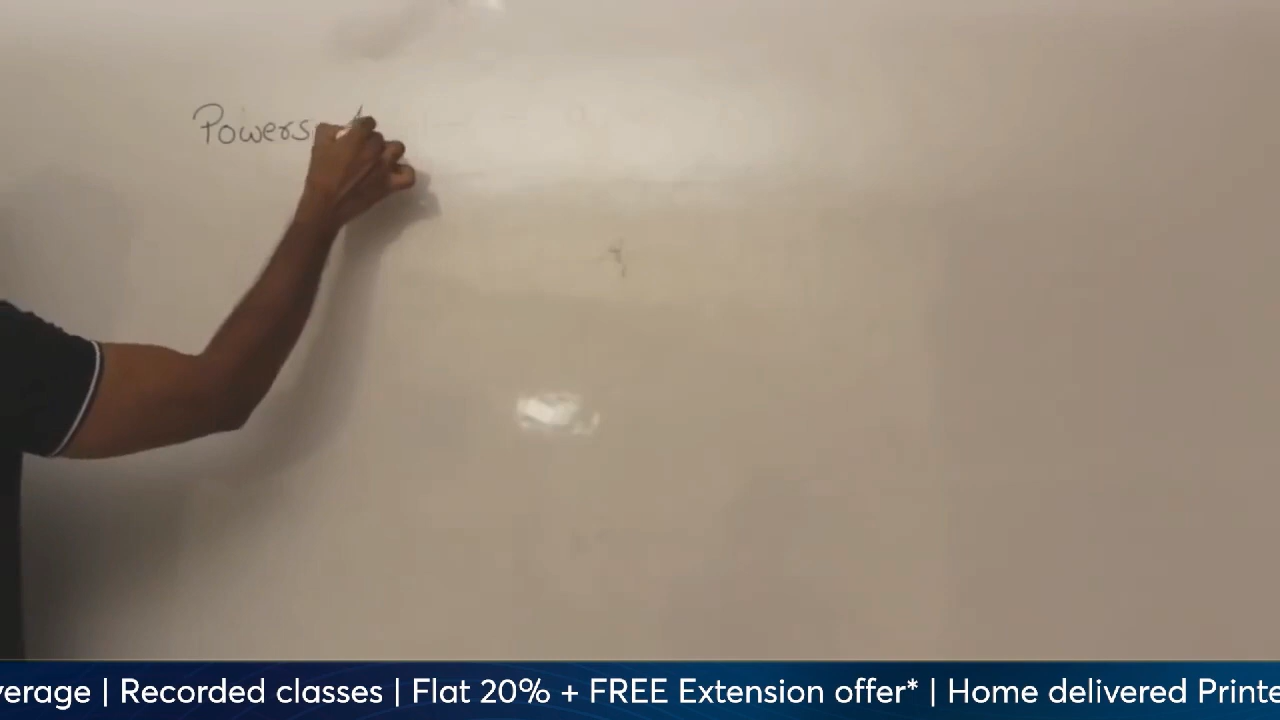 Powers
verage | Recorded classes | Flat 20% + FREE Extension offer* | Home delivered Printe